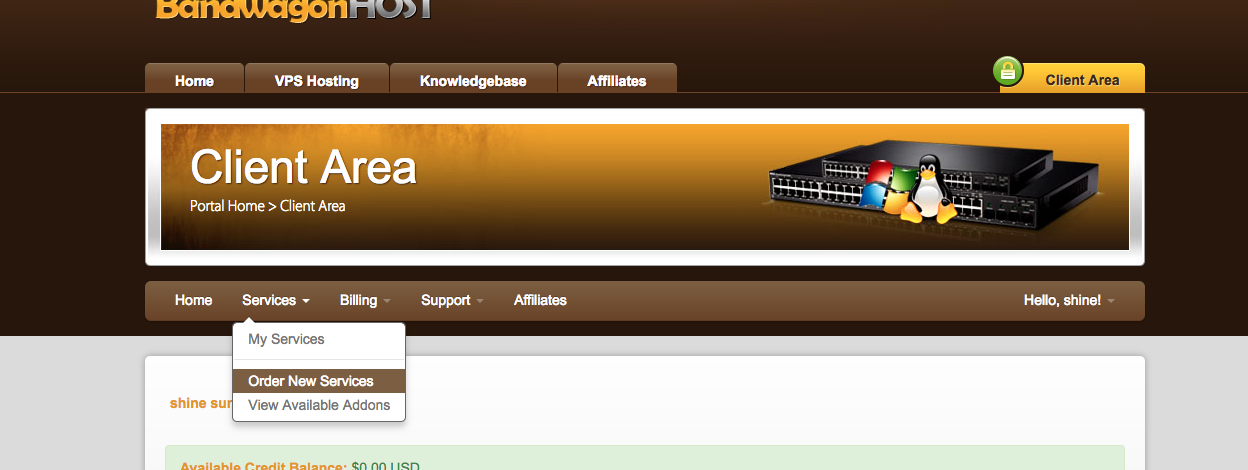 BandwagonHOST
Home VPS Hosting Knowledgebase Affiliates Client Area
Client Area
Portal Home > Client Area
Home Services Billing Support Affiliates Hello, shine!
My Services
Order New Services
View Available Addons
shine sun
Available Credit Balance: $0.00 USD